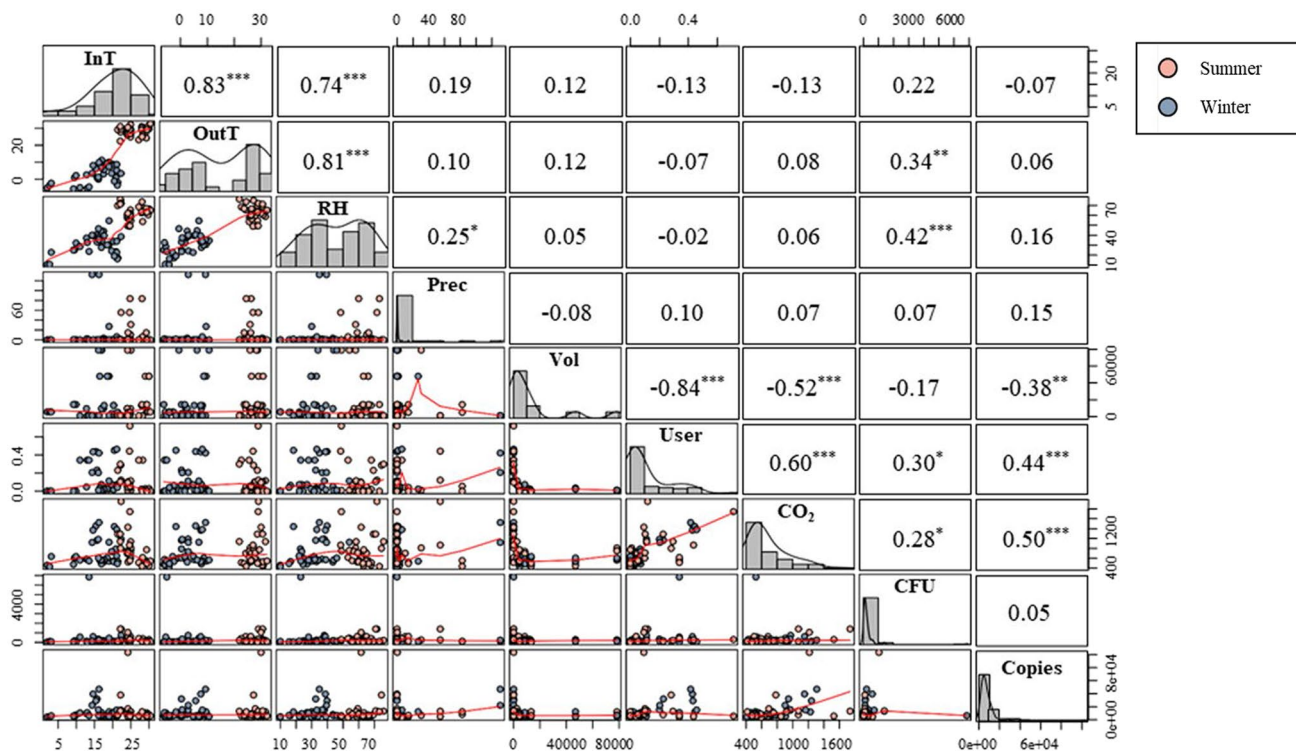 0 10 30
0 40 80
0.0 0.4
0 3000 6000
InT
0.83***
0.74***
0.19
0.12
-0.13
-0.13
0.22
-0.07
5 20
Summer
Winter
0 20
OutT
0.81***
0.10
0.12
-0.07
0.08
0.34**
0.06
RH
0.25*
0.05
-0.02
0.06
0.42***
0.16
10 40 70
0 60
Prec
-0.08
0.10
0.07
0.07
0.15
Vol
-0.84***
-0.52***
-0.17
-0.38**
0 60000
0.0 0.4
User
0.60***
0.30*
0.44***
CO₂
0.28*
0.50***
400 1200
0 4000
CFU
0.05
Copies
0e+00 8e+04
5 15 25
10 30 50 70
0 40000 80000
400 1000 1600
0e+00 6e+04